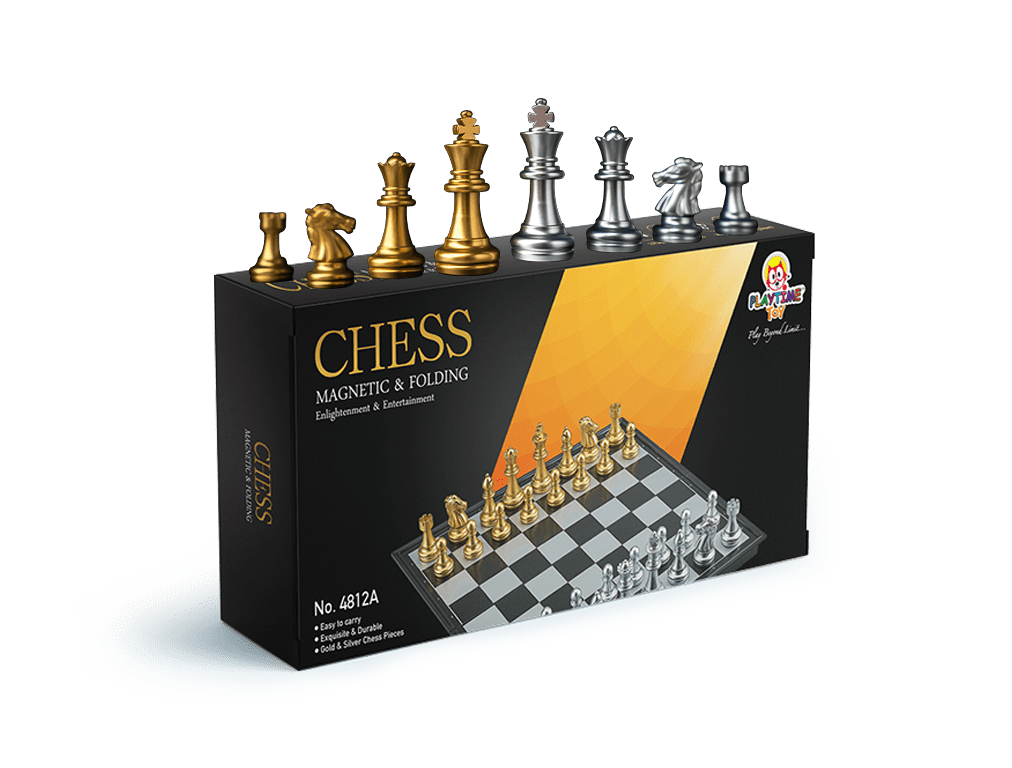 CHESS
MAGNETIC & FOLDING
Enlightenment & Entertainment
PLAYTIME
TOY
Play Beyond Limit...
CHESS
MAGNETIC & FOLDING
No. 4812A
• Easy to carry
• Exquisite & Durable
• Gold & Silver Chess Pieces